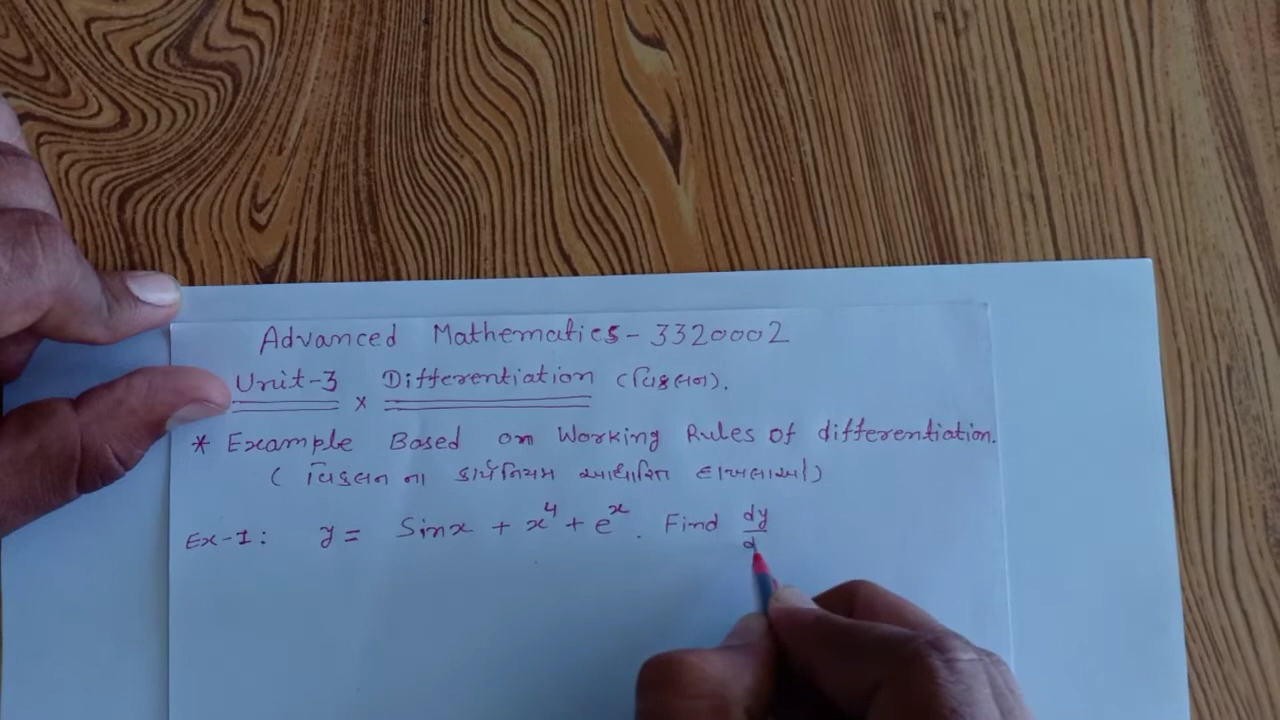 Advanced Mathematics - 3320002
Unit-3 x Differentiation (વિકલન).
* Example Based on Working Rules of differentiation.
( વિકલન ના કાર્યનિયમ આધારિત દાખલાઓ)
Ex-1: y = Sinx + x⁴ + eˣ. Find dy/d